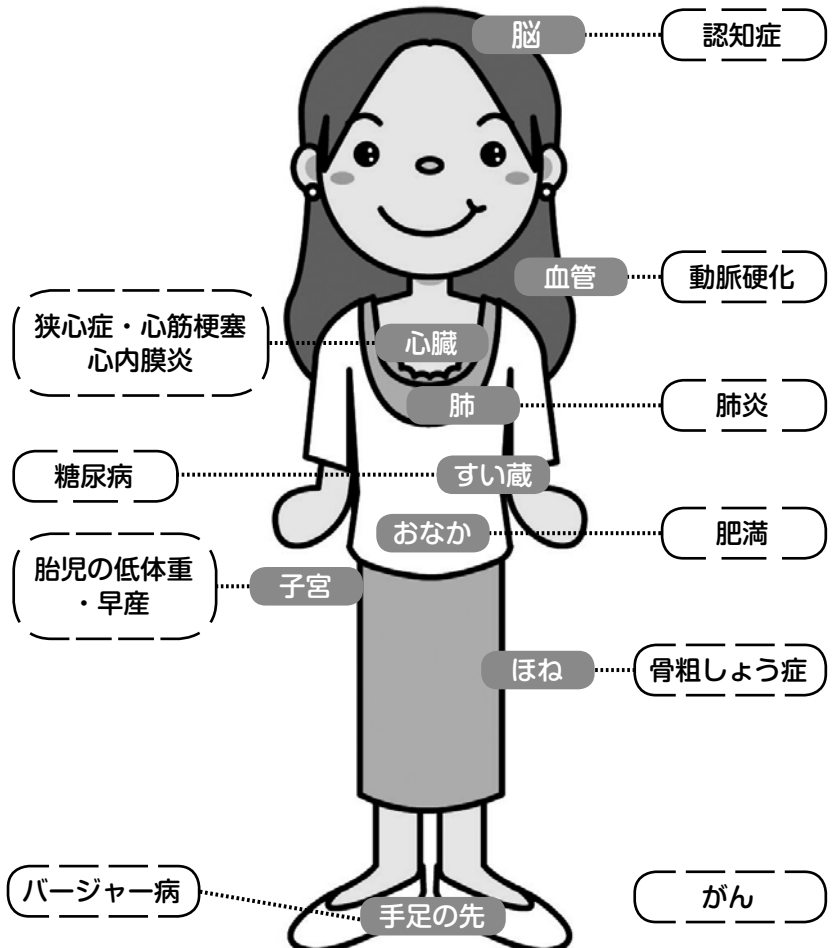 脳
認知症
血管
動脈硬化
狭心症・心筋梗塞
心内膜炎
心臓
肺
肺炎
糖尿病
すい蔵
おなか
肥満
胎児の低体重
・早産
子宮
ほね
骨粗しょう症
バージャー病
手足の先
がん